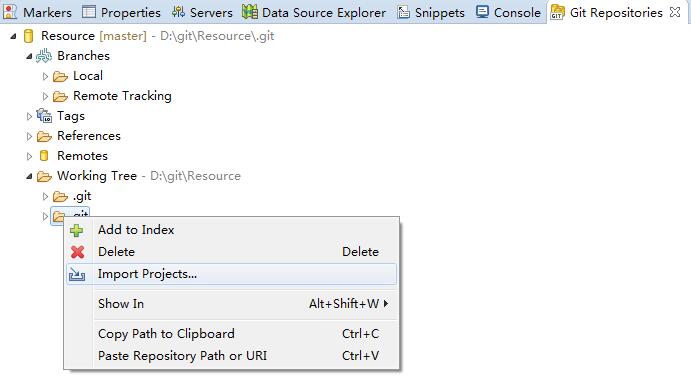 Markers Properties Servers Data Source Explorer Snippets Console Git Repositories
Resource [master] - D:\git\Resource\.git
Branches
Local
Remote Tracking
Tags
References
Remotes
Working Tree - D:\git\Resource
.git
Add to Index
Delete Delete
Import Projects...
Show In Alt+Shift+W
Copy Path to Clipboard Ctrl+C
Paste Repository Path or URI Ctrl+V